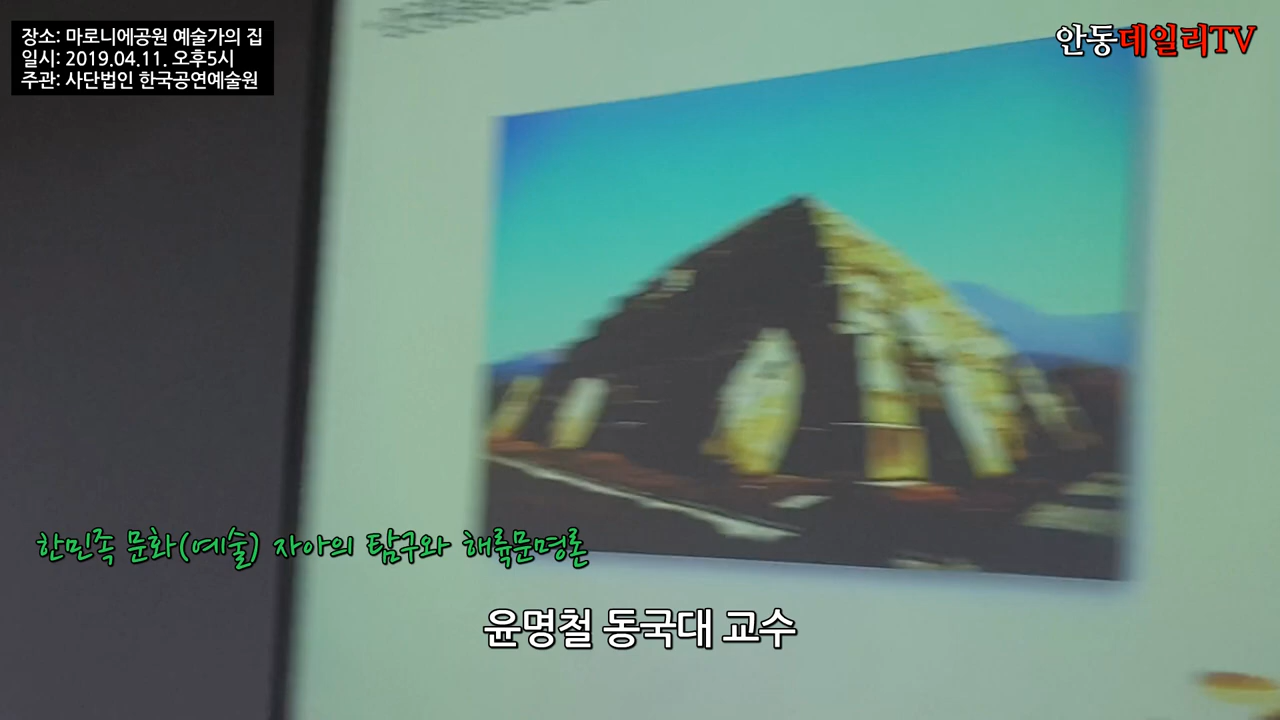 장소: 마로니에공원 예술가의 집
일시: 2019.04.11. 오후5시
주관: 사단법인 한국공연예술원
안동데일리TV
한민족 문화(예술) 자아의 탐구와 해륙문명론
윤명철 동국대 교수